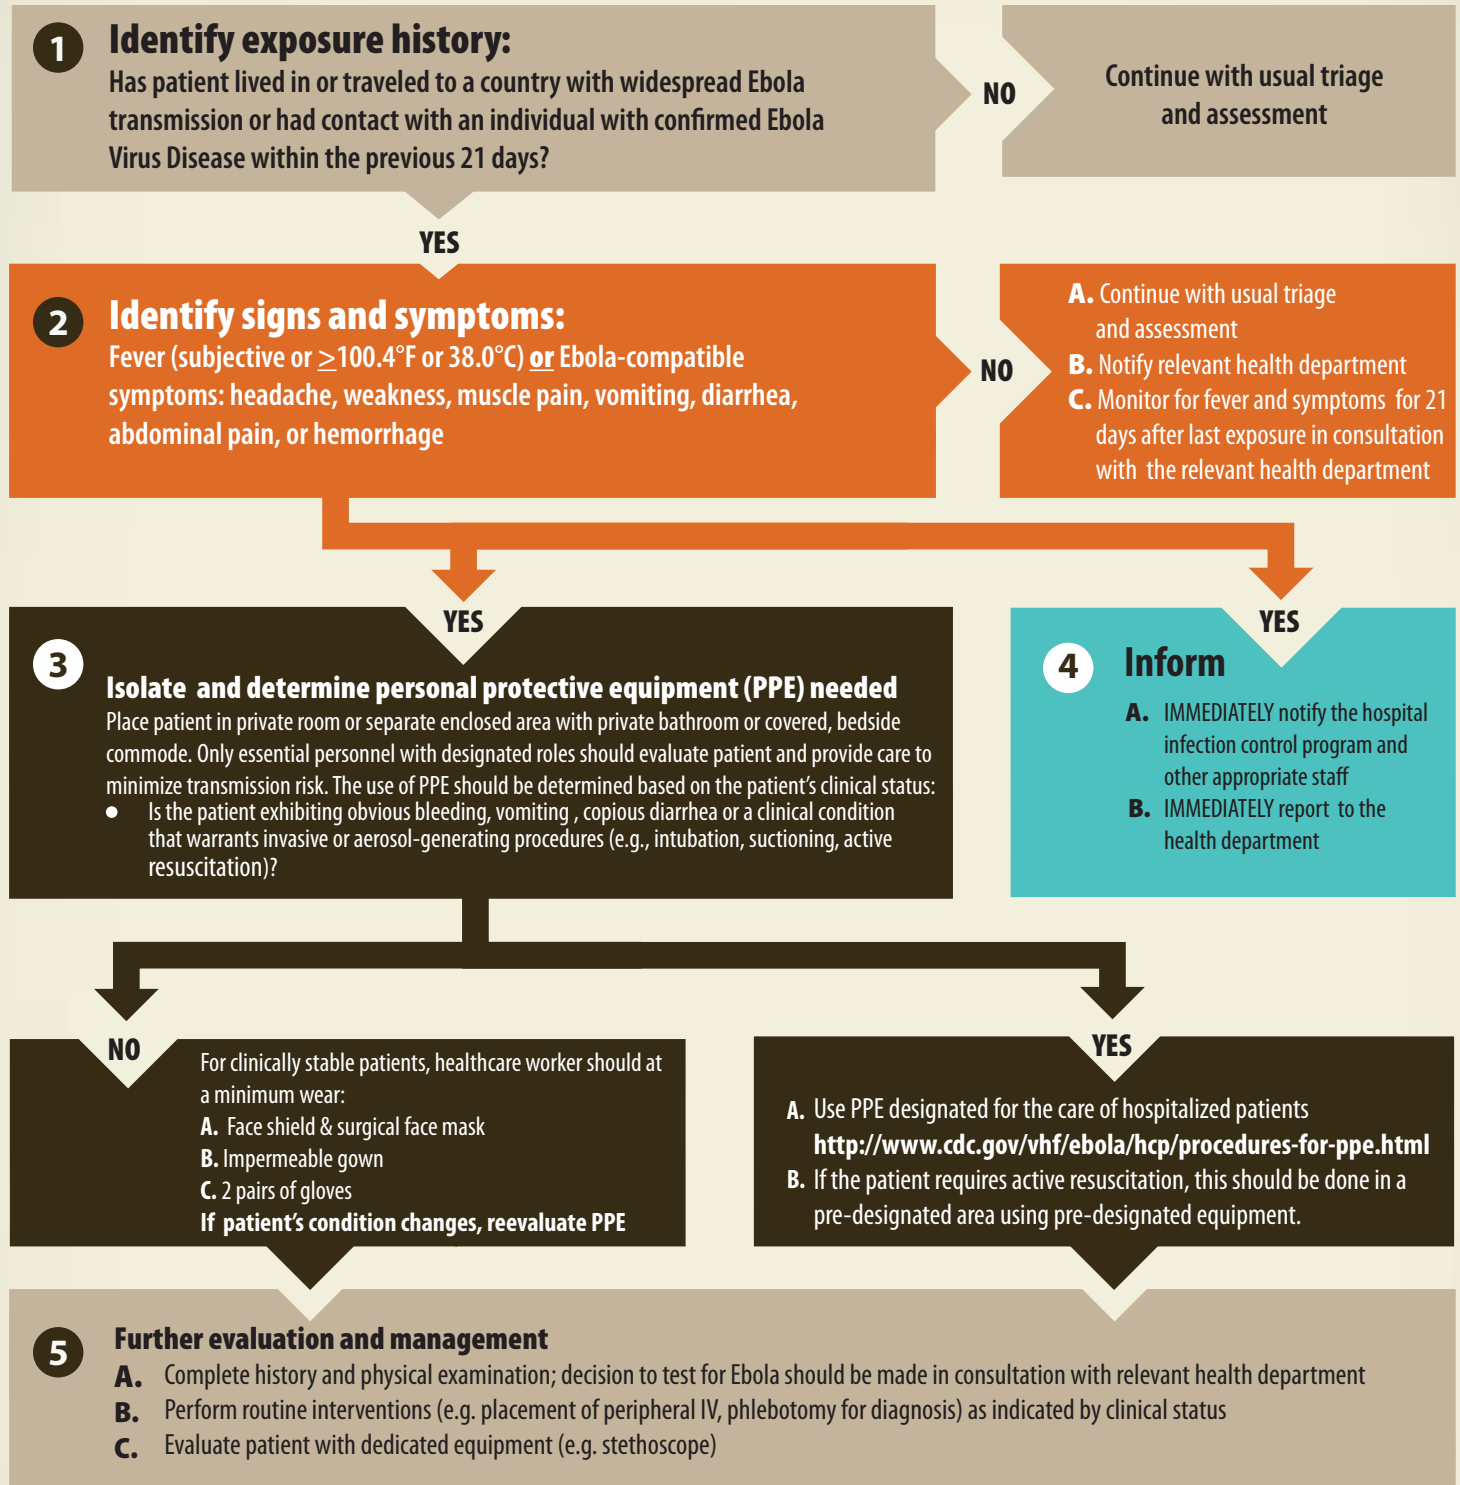 1 Identify exposure history:
Has patient lived in or traveled to a country with widespread Ebola
transmission or had contact with an individual with confirmed Ebola
Virus Disease within the previous 21 days?
NO
Continue with usual triage
and assessment
YES
2 Identify signs and symptoms:
Fever (subjective or ≥100.4°F or 38.0°C) or Ebola-compatible
symptoms: headache, weakness, muscle pain, vomiting, diarrhea,
abdominal pain, or hemorrhage
NO
A. Continue with usual triage
and assessment
B. Notify relevant health department
C. Monitor for fever and symptoms for 21
days after last exposure in consultation
with the relevant health department
YES
3 Isolate and determine personal protective equipment (PPE) needed
Place patient in private room or separate enclosed area with private bathroom or covered, bedside
commode. Only essential personnel with designated roles should evaluate patient and provide care to
minimize transmission risk. The use of PPE should be determined based on the patient's clinical status:
● Is the patient exhibiting obvious bleeding, vomiting , copious diarrhea or a clinical condition
that warrants invasive or aerosol-generating procedures (e.g., intubation, suctioning, active
resuscitation)?
YES
4 Inform
A. IMMEDIATELY notify the hospital
infection control program and
other appropriate staff
B. IMMEDIATELY report to the
health department
NO
For clinically stable patients, healthcare worker should at
a minimum wear:
A. Face shield & surgical face mask
B. Impermeable gown
C. 2 pairs of gloves
If patient's condition changes, reevaluate PPE
YES
A. Use PPE designated for the care of hospitalized patients
http://www.cdc.gov/vhf/ebola/hcp/procedures-for-ppe.html
B. If the patient requires active resuscitation, this should be done in a
pre-designated area using pre-designated equipment.
5 Further evaluation and management
A. Complete history and physical examination; decision to test for Ebola should be made in consultation with relevant health department
B. Perform routine interventions (e.g. placement of peripheral IV, phlebotomy for diagnosis) as indicated by clinical status
C. Evaluate patient with dedicated equipment (e.g. stethoscope)